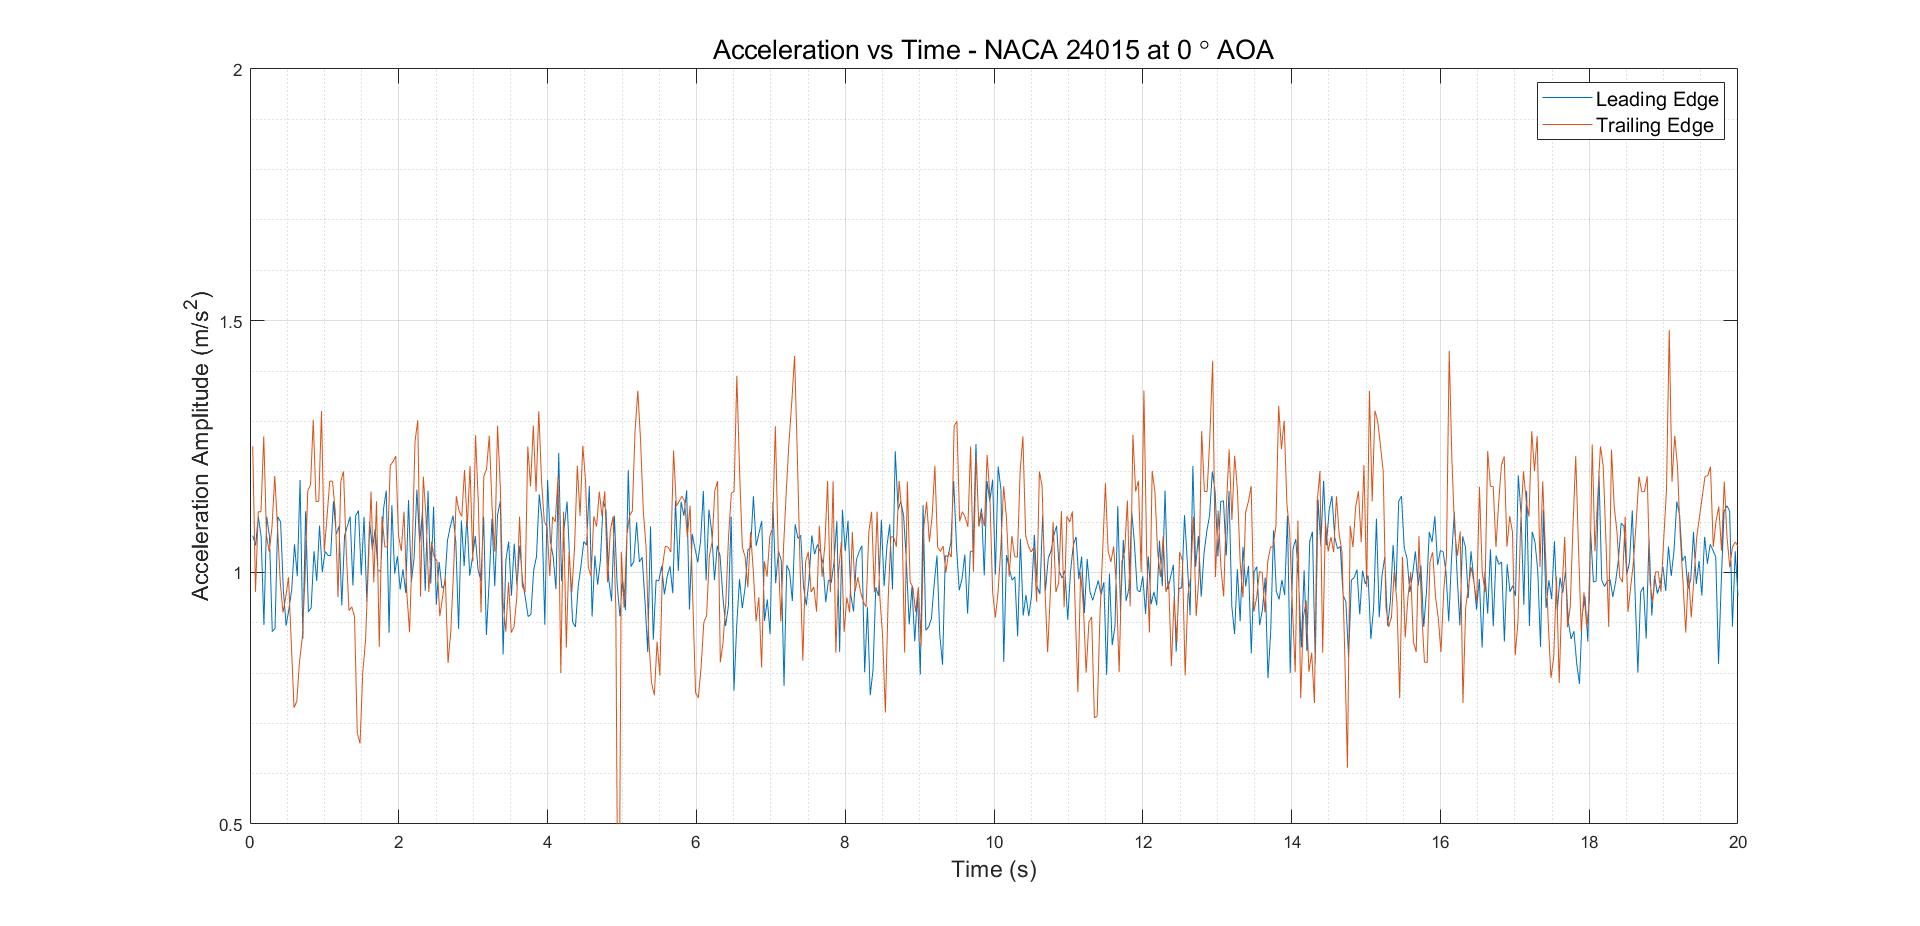 Acceleration vs Time - NACA 24015 at 0 ° AOA
2
Leading Edge
Trailing Edge
1.5
Acceleration Amplitude (m/s²)
1
0.5
0 2 4 6 8 10 12 14 16 18 20
Time (s)